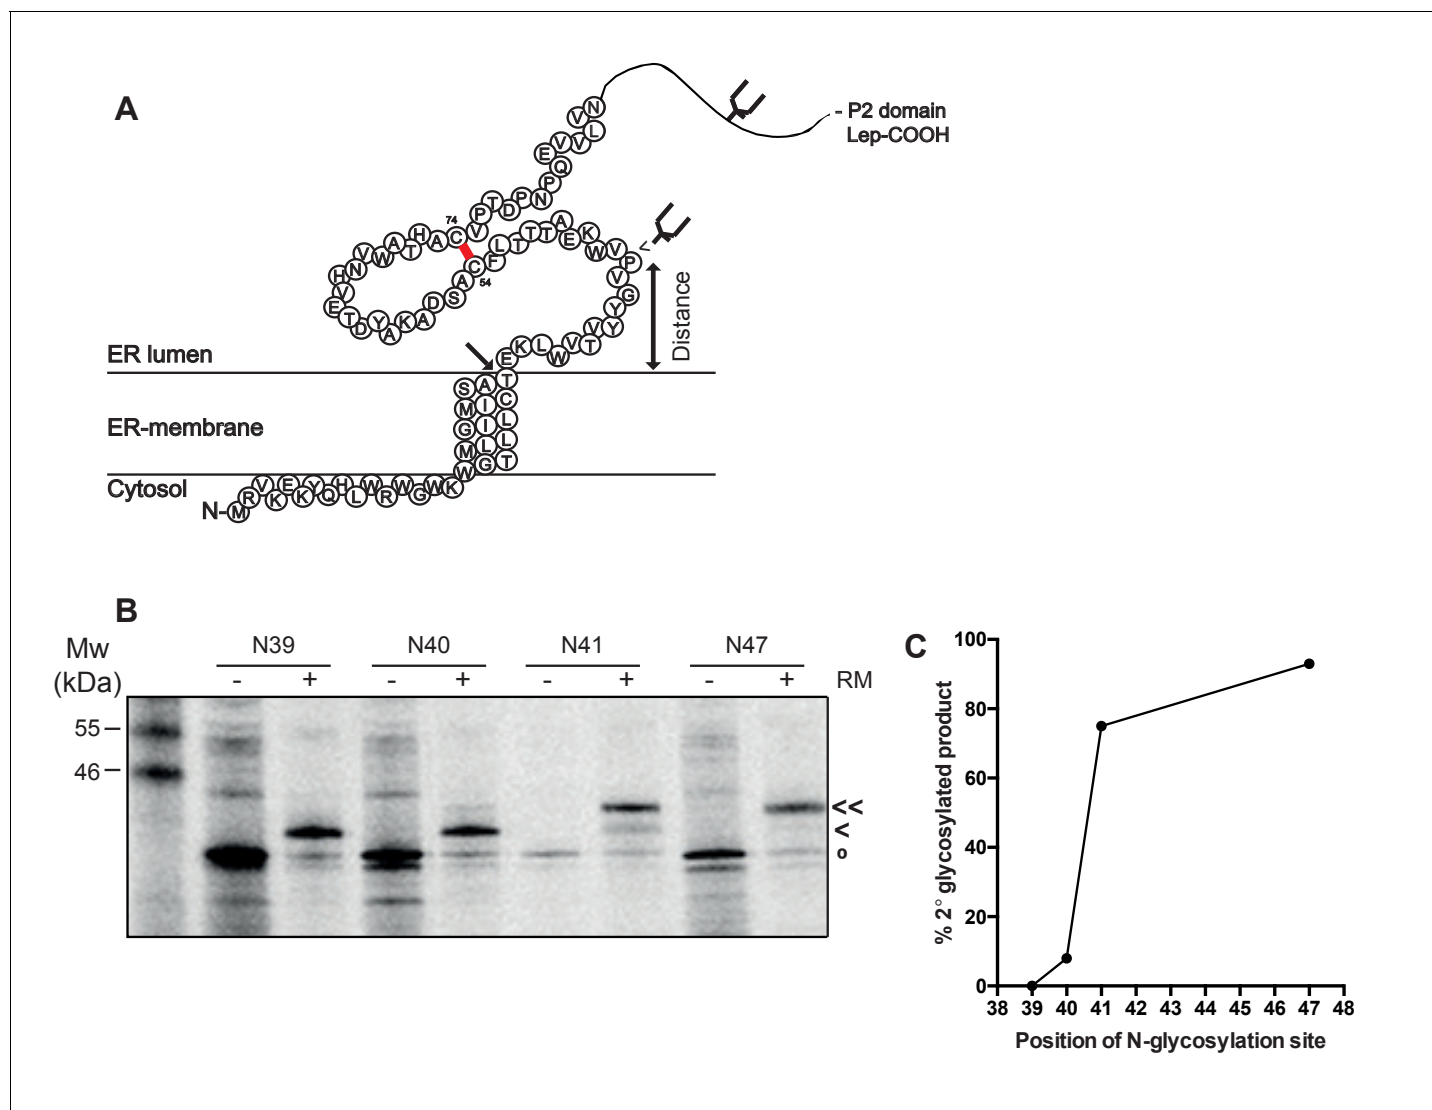 A
- P2 domain
Lep-COOH
N-MRVKEKYQHLWRWGWKWMGMSAIILGTLLCTEKLWVTVYYGVPVWKEATTTLFCASDAKAYDTEVHNVWATHACVPTDPNPQEVVLVN
74
54
<
Distance
ER lumen
ER-membrane
Cytosol
B
Mw
(kDa)
N39 N40 N41 N47
- + - + - + - + RM
55
46
<<
<
o
C
% 2° glycosylated product
100
80
60
40
20
0
38 39 40 41 42 43 44 45 46 47 48
Position of N-glycosylation site